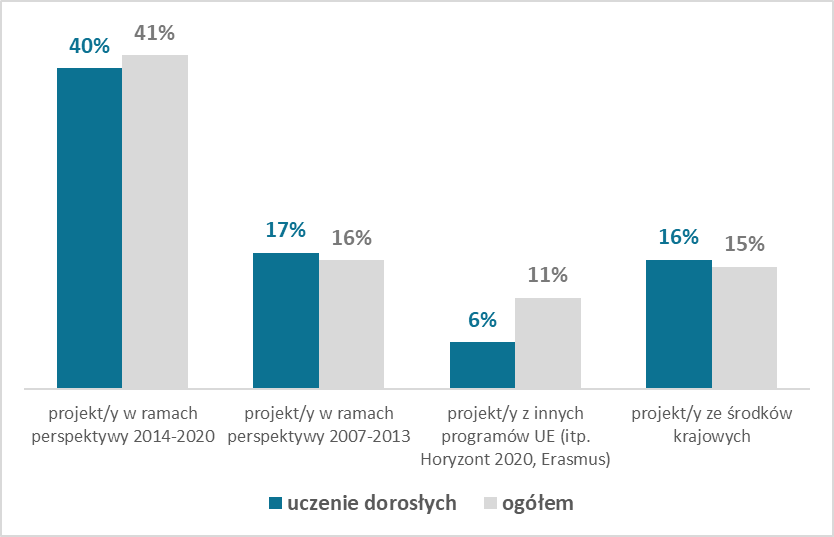 40%
41%
17%
16%
6%
11%
16%
15%
projekt/y w ramach
perspektywy 2014-2020
projekt/y w ramach
perspektywy 2007-2013
projekt/y z innych
programów UE (itp.
Horyzont 2020, Erasmus)
projekt/y ze środków
krajowych
uczenie dorosłych
ogółem